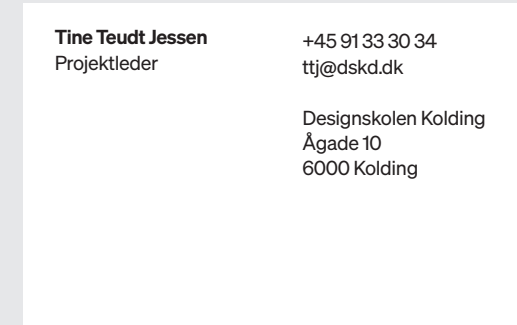 Tine Teudt Jessen
Projektleder
+45 91 33 30 34
ttj@dskd.dk
Designskolen Kolding
Ågade 10
6000 Kolding